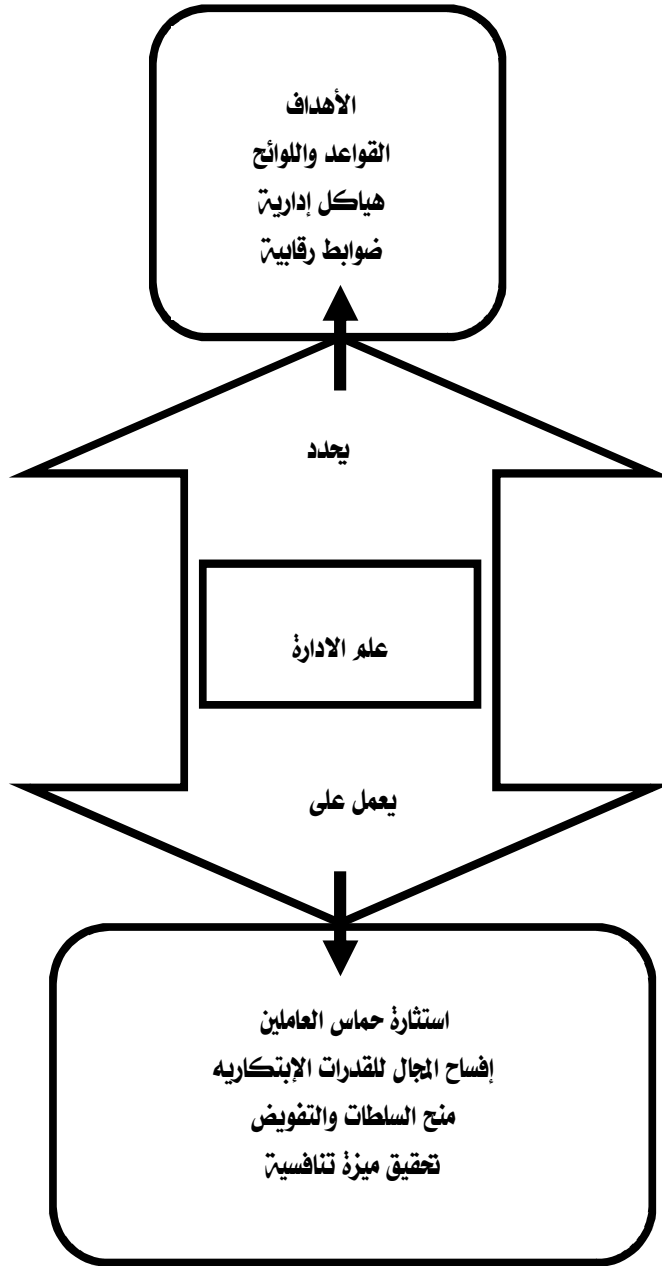 الأهداف
القواعد واللوائح
هياكل إدارية
ضوابط رقابية
يحدد
علم الادارة
يعمل على
استثارة حماس العاملين
إفساح المجال للقدرات الإبتكاريه
منح السلطات والتفويض
تحقيق ميزة تنافسية